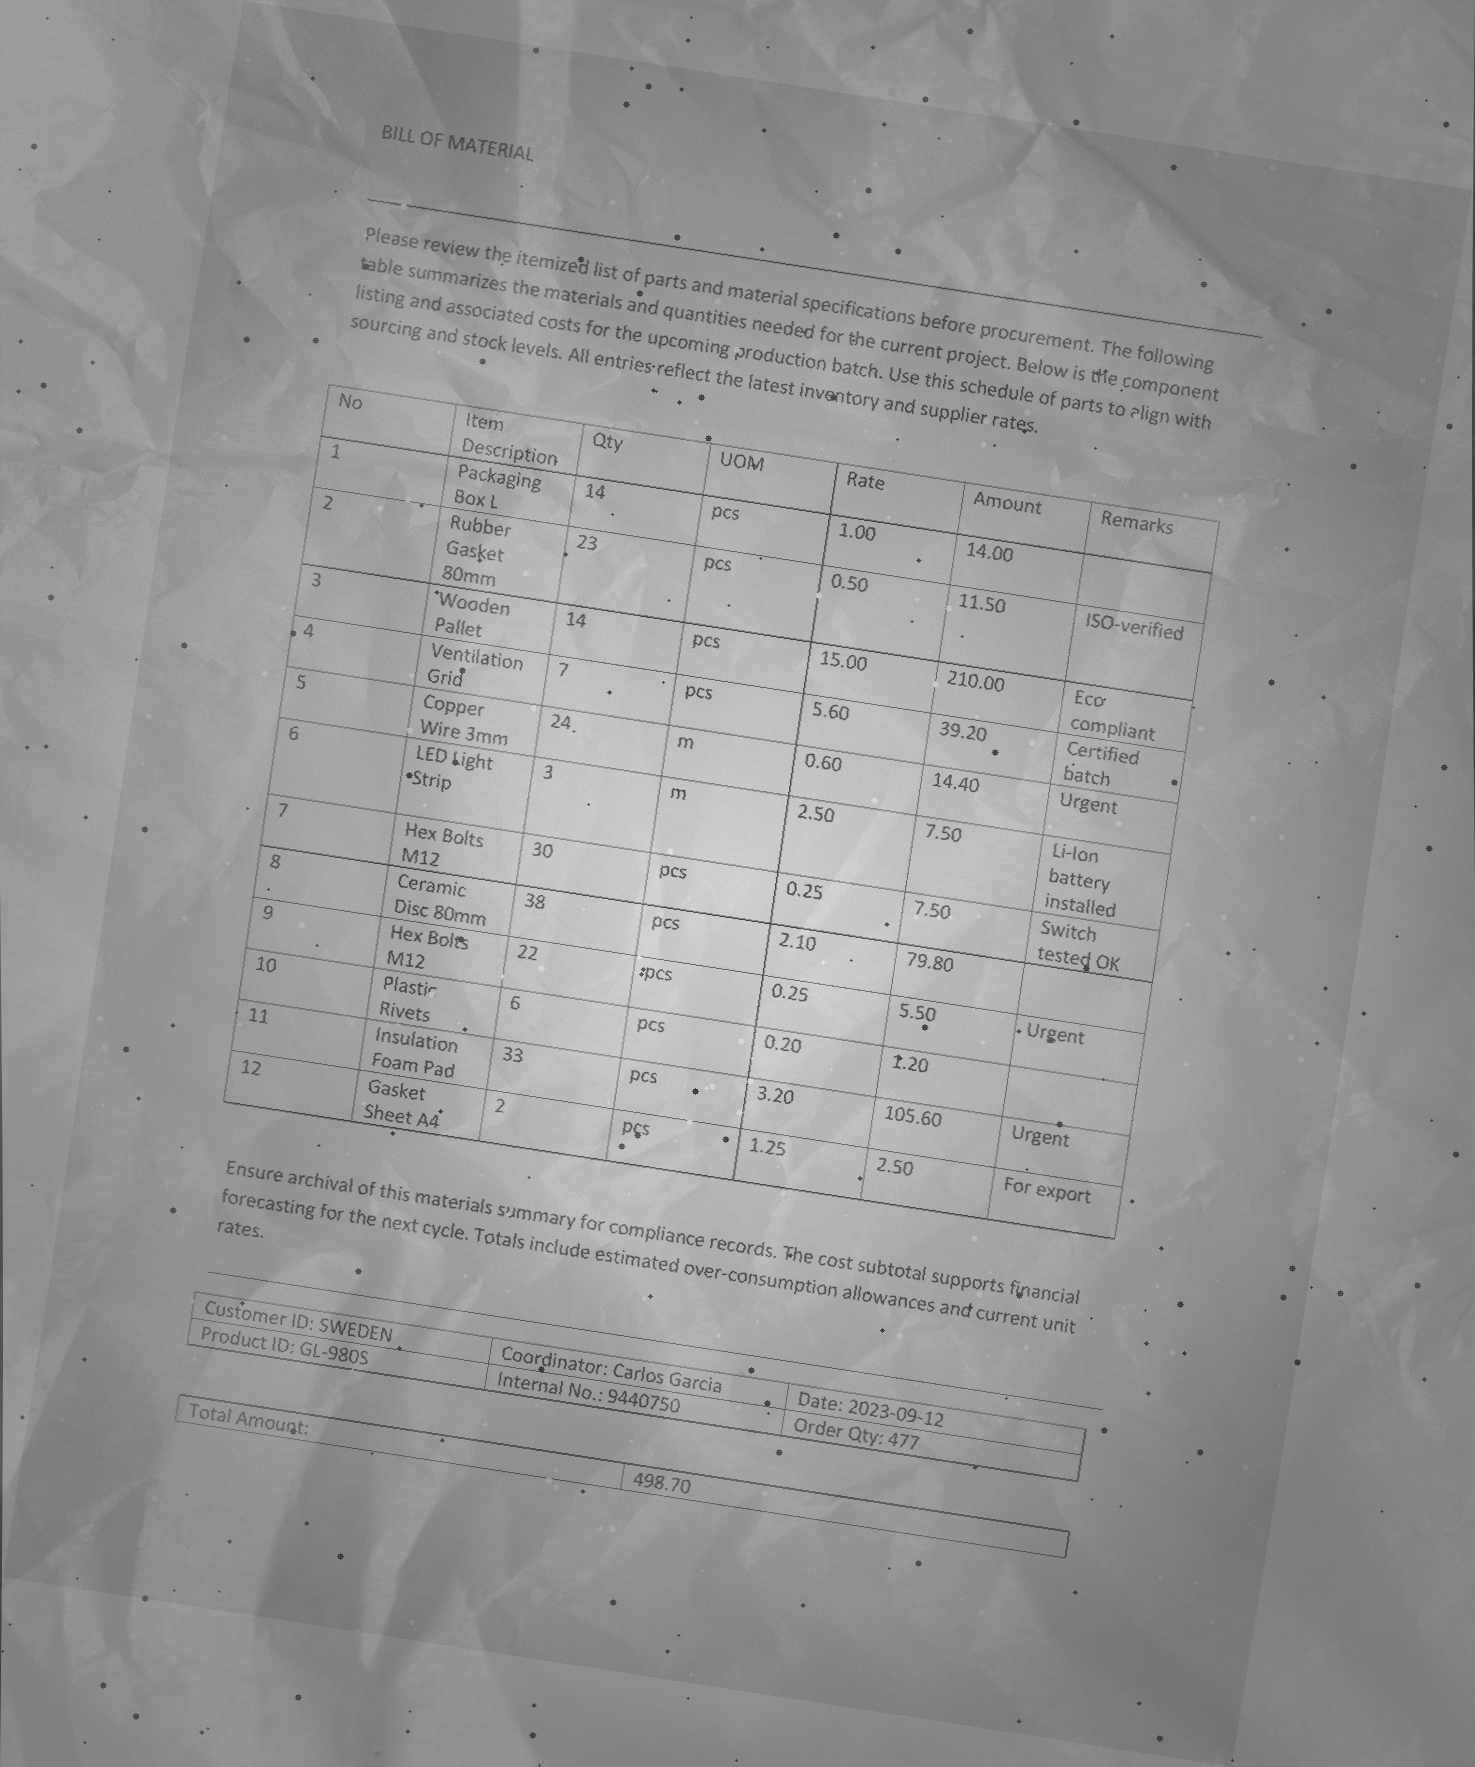 BILL OF MATERIAL
Please review the itemized list of parts and material specifications before procurement. The following
table summarizes the materials and quantities needed for the current project. Below is the component
listing and associated costs for the upcoming production batch. Use this schedule of parts to align with
sourcing and stock levels. All entries reflect the latest inventory and supplier rates.
No Item Description Qty UOM Rate Amount Remarks
1 Packaging Box L 14 pcs 1.00 14.00
2 Rubber Gasket 80mm 23 pcs 0.50 11.50 ISO-verified
3 Wooden Pallet 14 pcs 15.00 210.00 Eco compliant
4 Ventilation Grid 7 pcs 5.60 39.20 Certified batch
5 Copper Wire 3mm 24 m 0.60 14.40 Urgent
6 LED Light Strip 3 m 2.50 7.50 Li-Ion battery installed
7 Hex Bolts M12 30 pcs 0.25 7.50 Switch tested OK
8 Ceramic Disc 80mm 38 pcs 2.10 79.80
9 Hex Bolts M12 22 pcs 0.25 5.50 Urgent
10 Plastic Rivets 6 pcs 0.20 1.20
11 Insulation Foam Pad 33 pcs 3.20 105.60 Urgent
12 Gasket Sheet A4 2 pcs 1.25 2.50 For export
Ensure archival of this materials summary for compliance records. The cost subtotal supports financial
forecasting for the next cycle. Totals include estimated over-consumption allowances and current unit
rates.
Customer ID: SWEDEN Coordinator: Carlos Garcia Date: 2023-09-12
Product ID: GL-980S Internal No.: 9440750 Order Qty: 477
Total Amount: 498.70